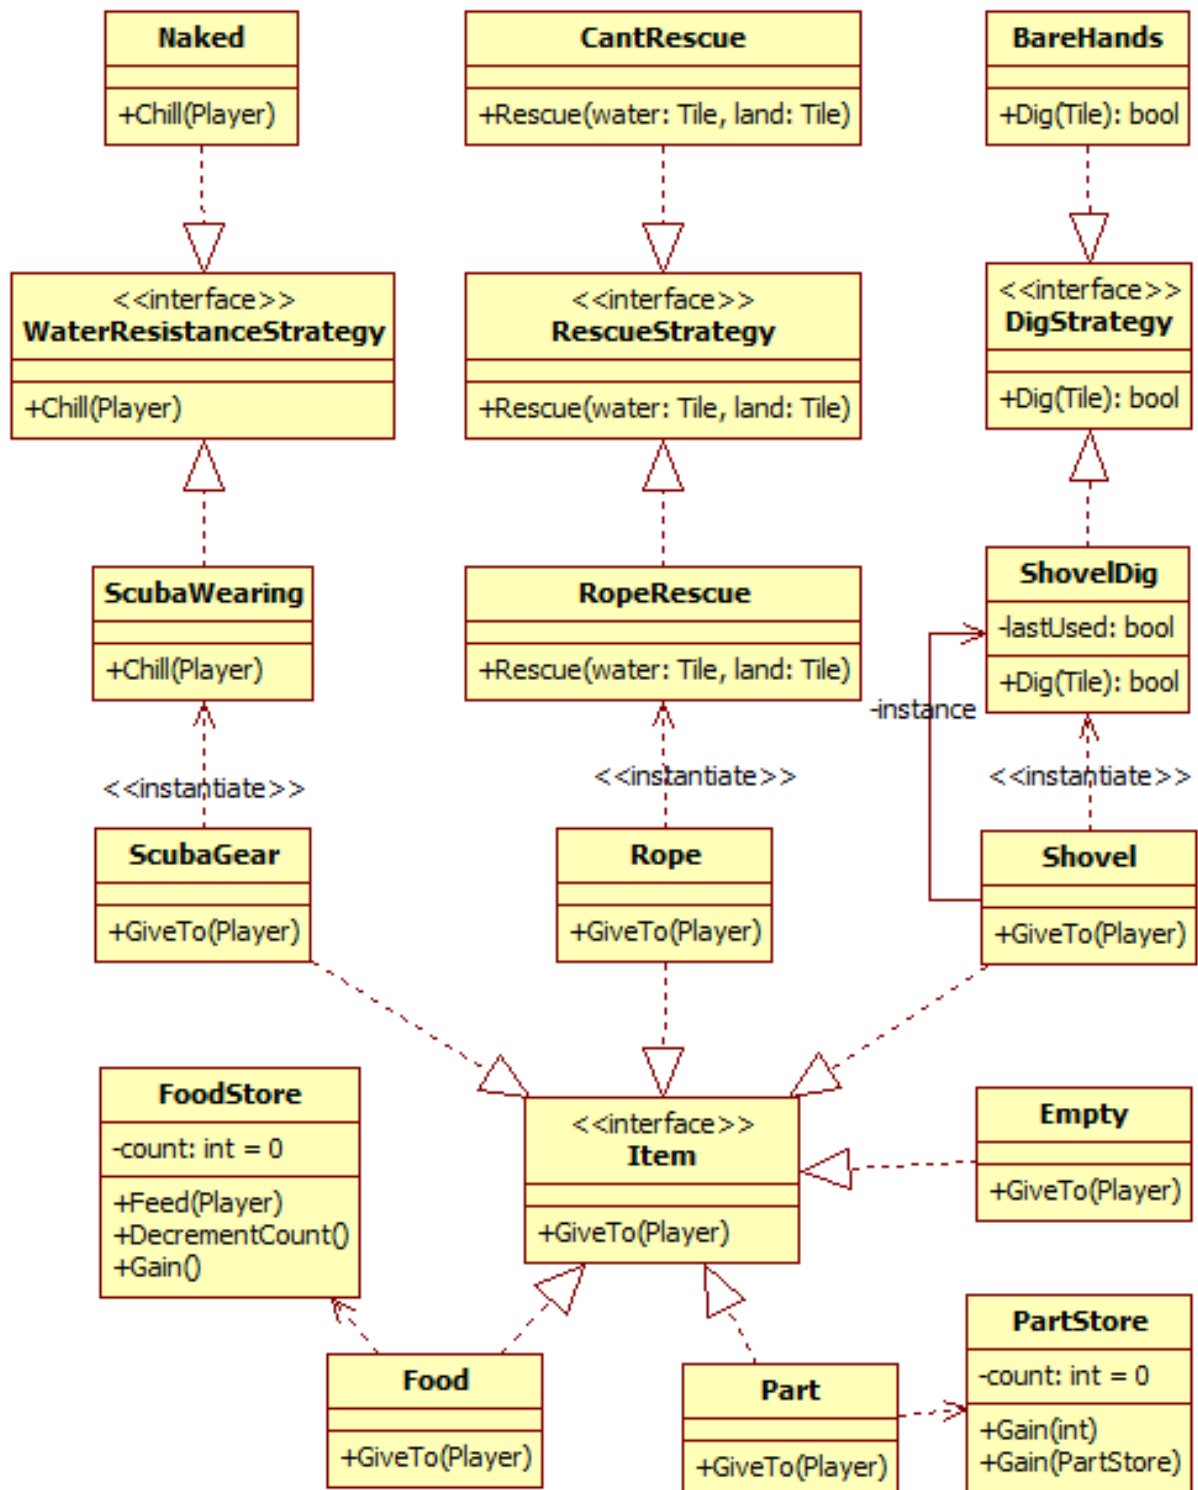 Naked
+Chill(Player)
CantRescue
+Rescue(water: Tile, land: Tile)
BareHands
+Dig(Tile): bool
<<interface>>
WaterResistanceStrategy
+Chill(Player)
<<interface>>
RescueStrategy
+Rescue(water: Tile, land: Tile)
<<interface>>
DigStrategy
+Dig(Tile): bool
ScubaWearing
+Chill(Player)
RopeRescue
+Rescue(water: Tile, land: Tile)
ShovelDig
-lastUsed: bool
+Dig(Tile): bool
-instance
<<instantiate>>
<<instantiate>>
<<instantiate>>
ScubaGear
+GiveTo(Player)
Rope
+GiveTo(Player)
Shovel
+GiveTo(Player)
FoodStore
-count: int = 0
+Feed(Player)
+DecrementCount()
+Gain()
<<interface>>
Item
+GiveTo(Player)
Empty
+GiveTo(Player)
Food
+GiveTo(Player)
Part
+GiveTo(Player)
PartStore
-count: int = 0
+Gain(int)
+Gain(PartStore)